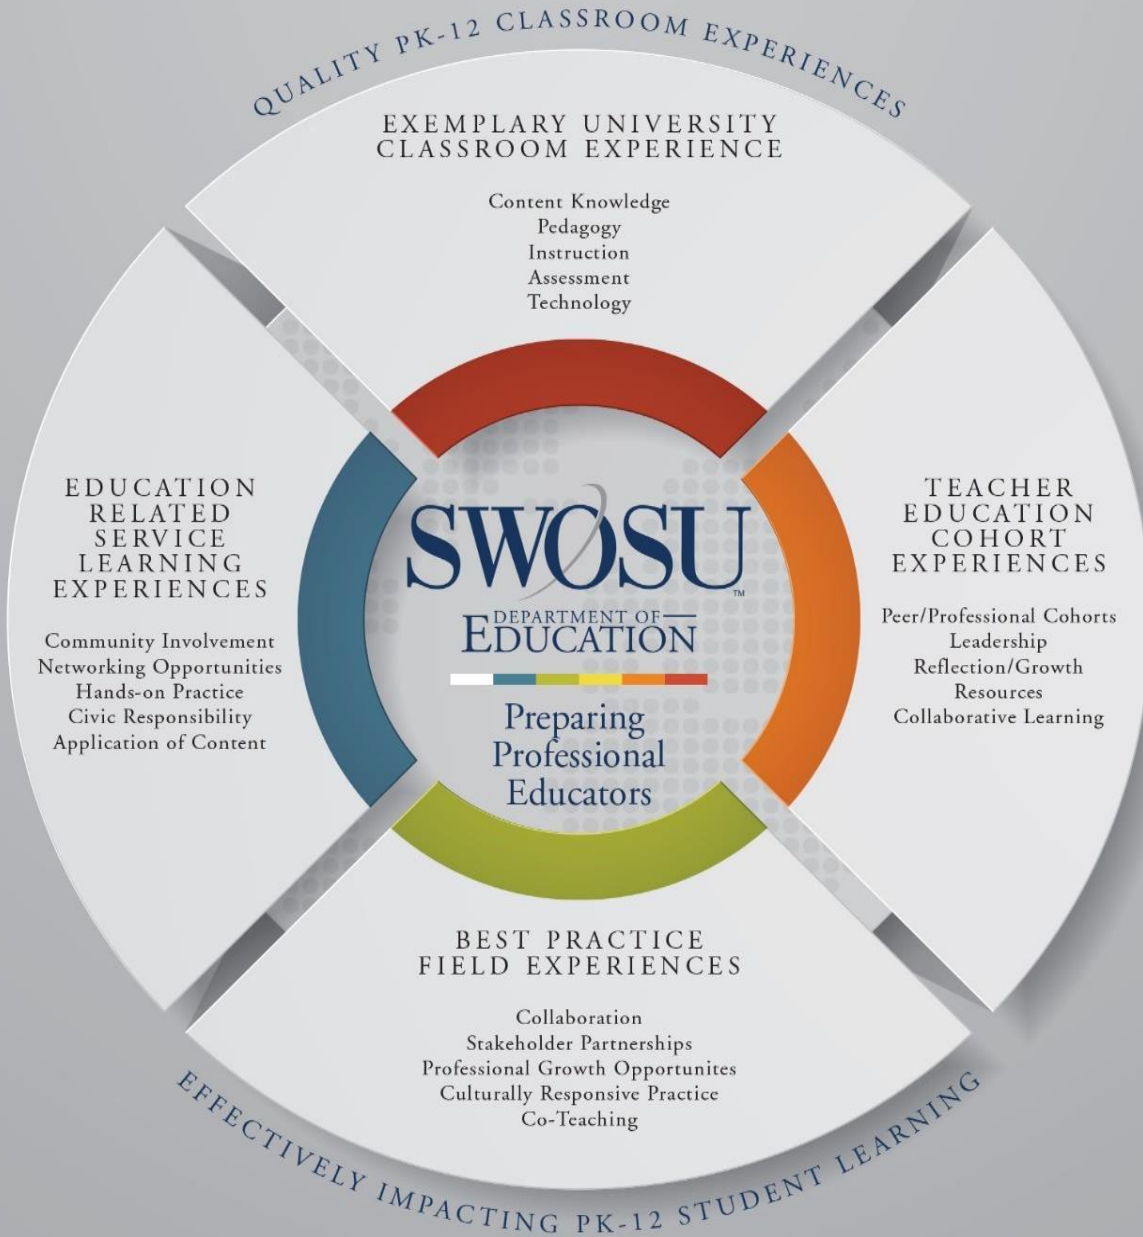 QUALITY PK-12 CLASSROOM EXPERIENCES
EXEMPLARY UNIVERSITY
CLASSROOM EXPERIENCE
Content Knowledge
Pedagogy
Instruction
Assessment
Technology
EDUCATION
RELATED
SERVICE
LEARNING
EXPERIENCES
Community Involvement
Networking Opportunities
Hands-on Practice
Civic Responsibility
Application of Content
SWOSU
TM
DEPARTMENT OF
EDUCATION
Preparing
Professional
Educators
TEACHER
EDUCATION
COHORT
EXPERIENCES
Peer/Professional Cohorts
Leadership
Reflection/Growth
Resources
Collaborative Learning
BEST PRACTICE
FIELD EXPERIENCES
Collaboration
Stakeholder Partnerships
Professional Growth Opportunites
Culturally Responsive Practice
Co-Teaching
EFFECTIVELY IMPACTING PK-12 STUDENT LEARNING